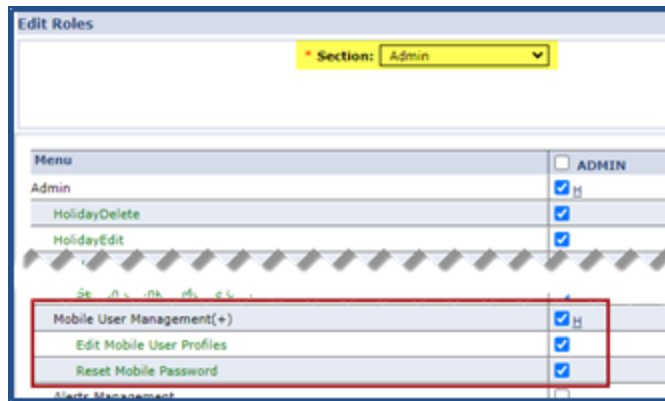 Edit Roles
* Section: Admin
Menu ADMIN
Admin H
HolidayDelete
HolidayEdit
Mobile User Management(+) H
Edit Mobile User Profiles
Reset Mobile Password
Alerts Management